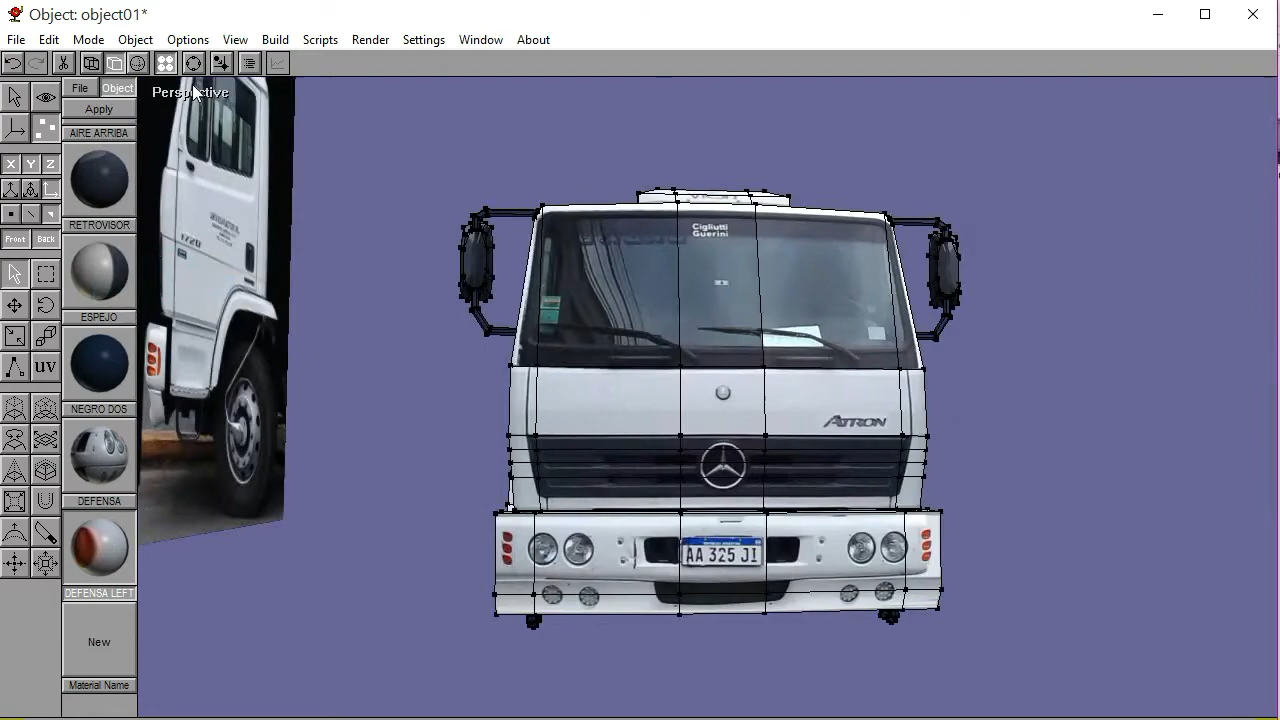 Object: object01*
File Edit Mode Object Options View Build Scripts Render Settings Window About
File Object
Perspective
Apply
AIRE ARRIBA
X Y Z
RETROVISOR
Front Back
ESPEJO
UV
NEGRO DOS
DEFENSA
DEFENSA LEFT
New
Material Name
1720
Cigliutti
Guerini
ATRON
AA 325 JI